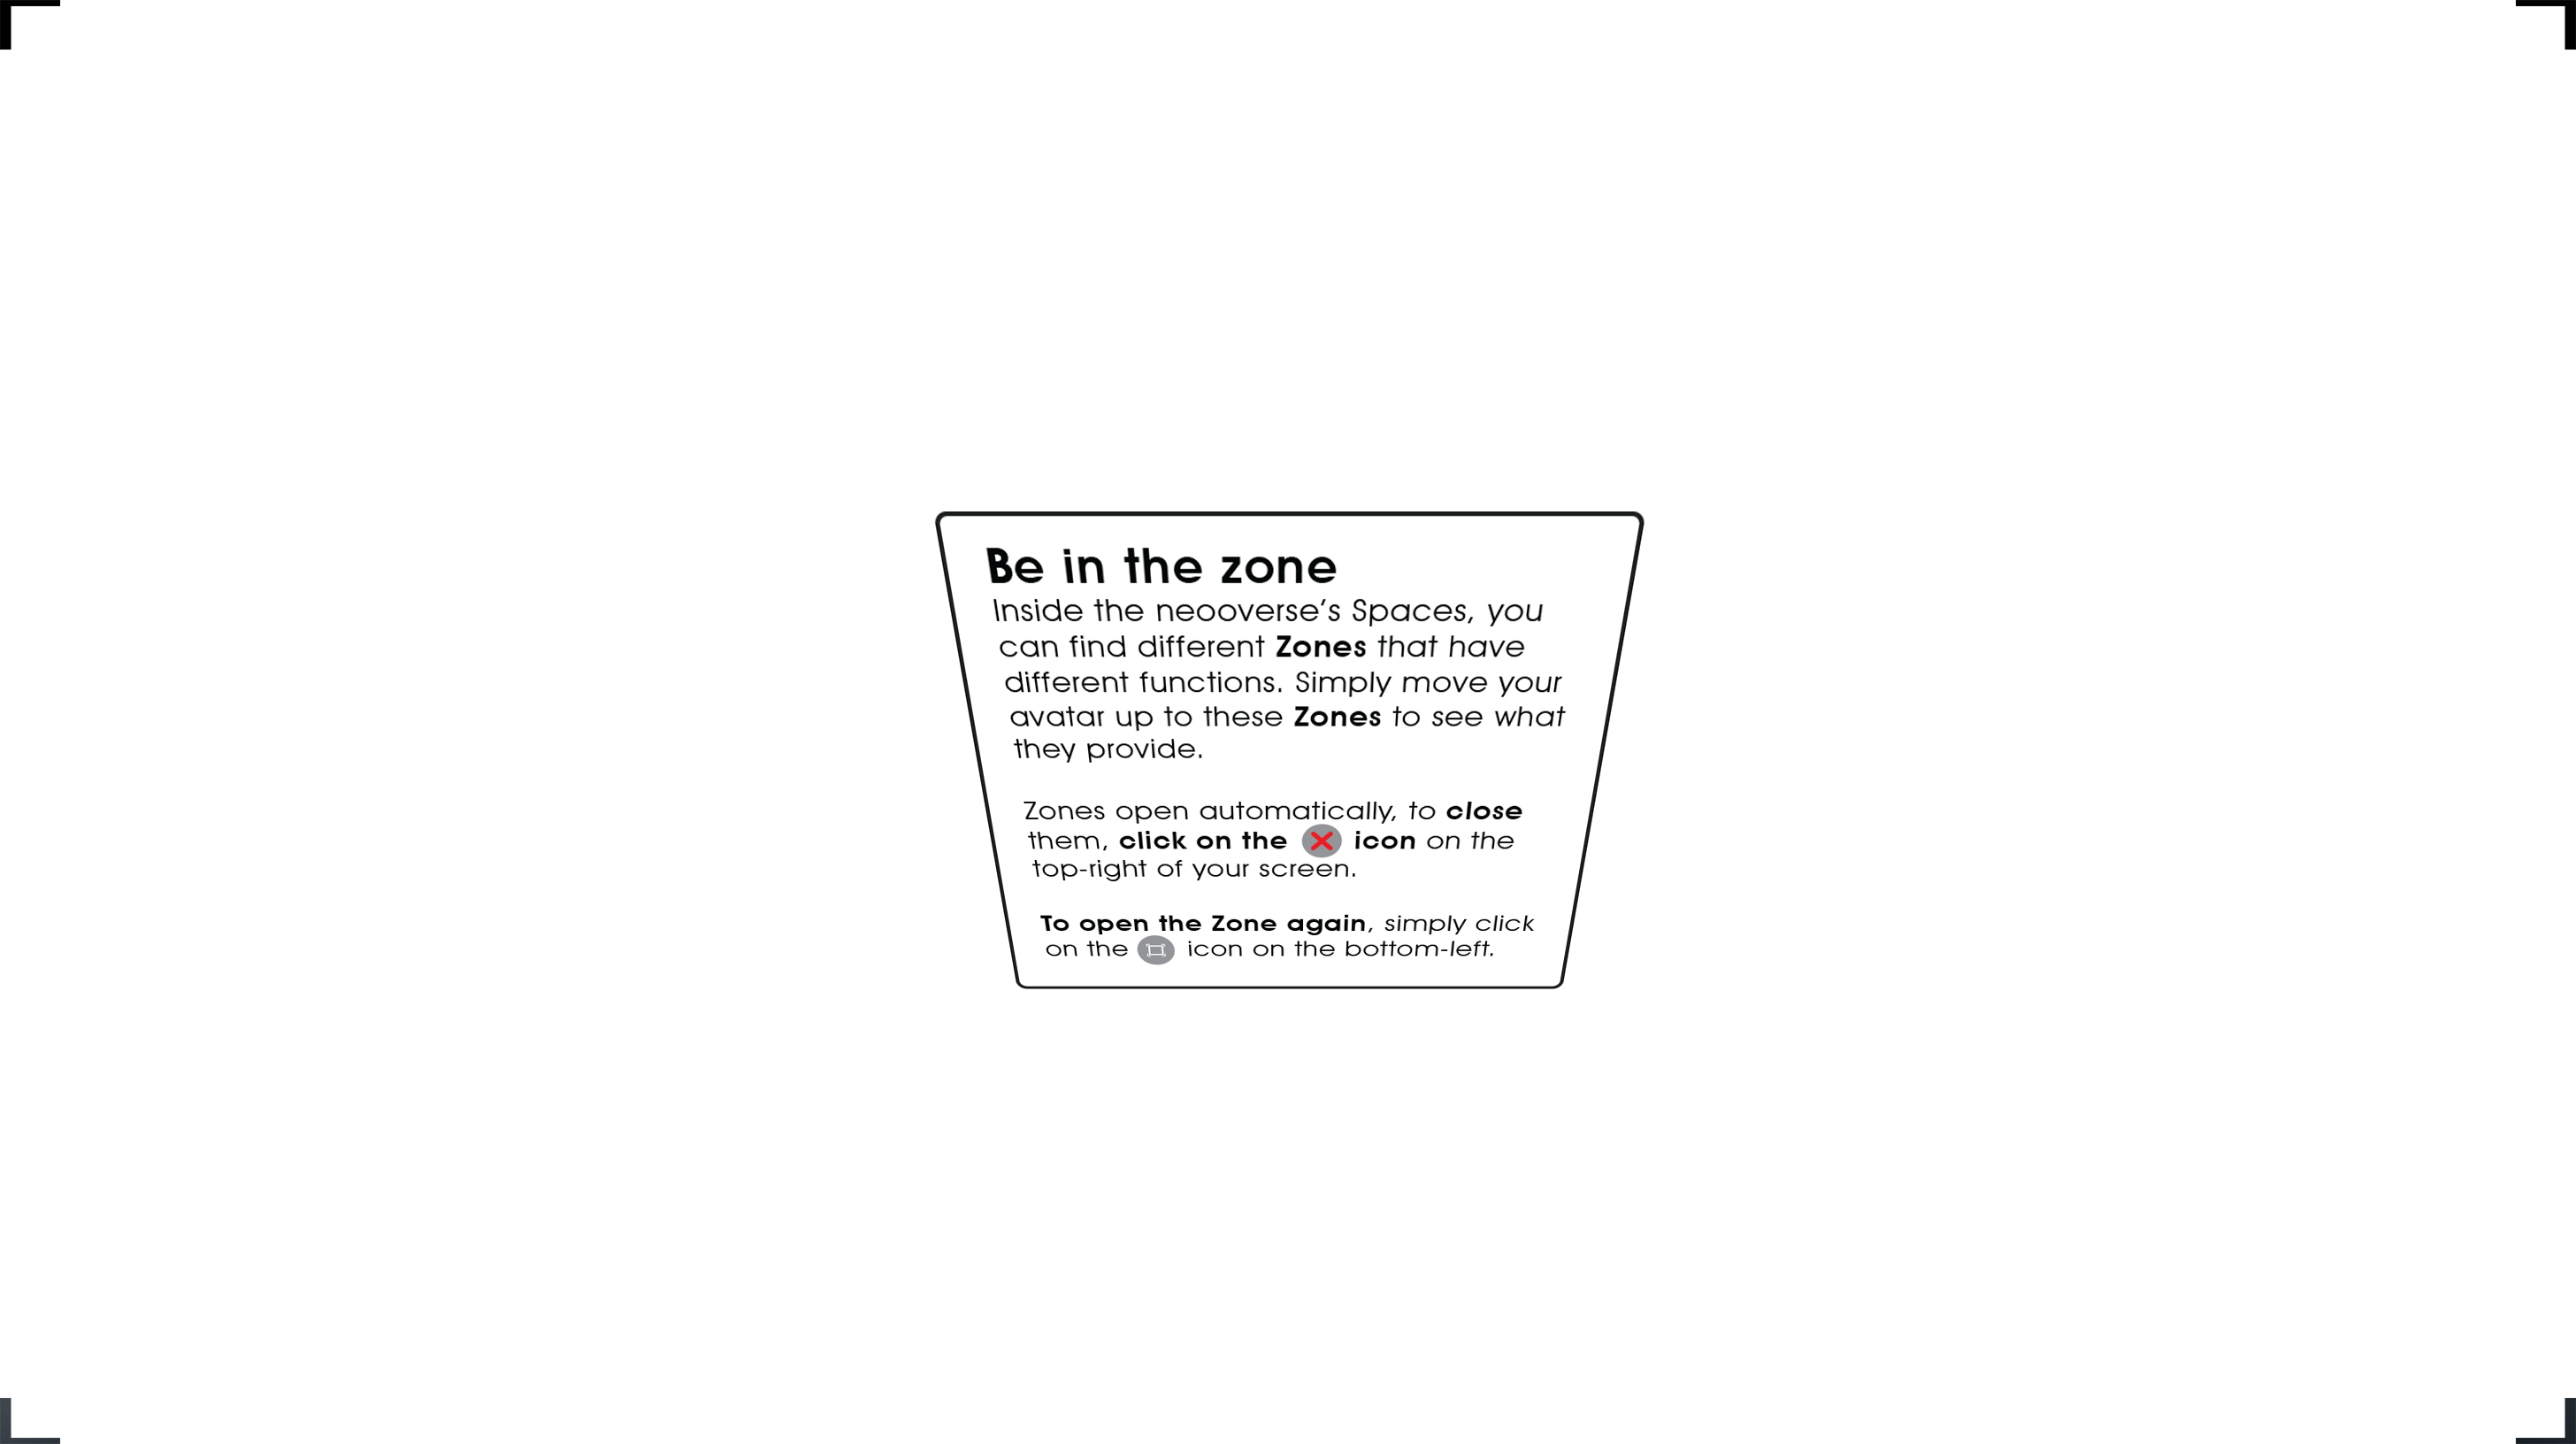 Be in the zone
Inside the neooverse's Spaces, you
can find different Zones that have
different functions. Simply move your
avatar up to these Zones to see what
they provide.
Zones open automatically, to close
them, click on the icon on the
top-right of your screen.
To open the Zone again, simply click
on the icon on the bottom-left.